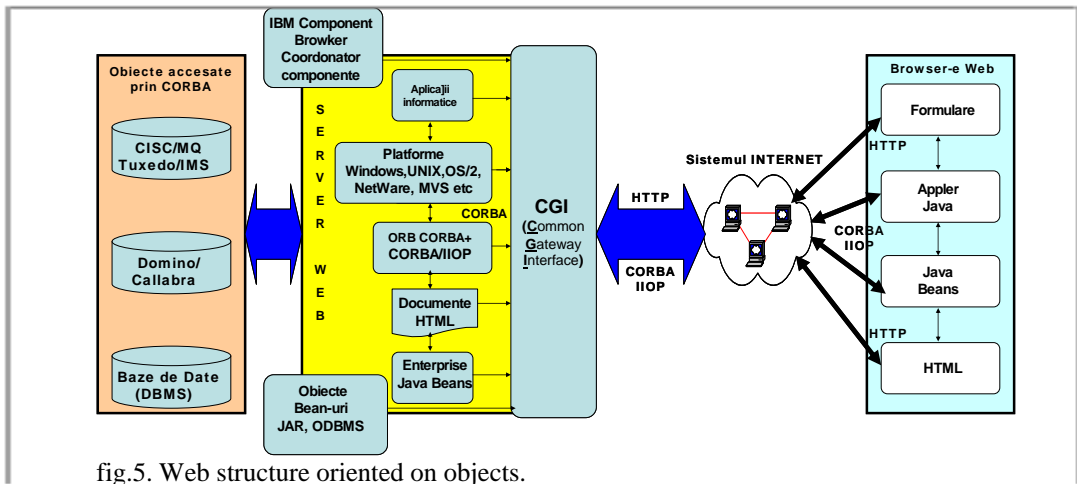 IBM Component
Browker
Coordonator
componente
Obiecte accesate
prin CORBA
CISC/MQ
Tuxedo/IMS
Domino/
Callabra
Baze de Date
(DBMS)
SERVER WEB
Aplica]ii
informatice
Platforme
Windows,UNIX,OS/2,
NetWare, MVS etc
CORBA
ORB CORBA+
CORBA/IIOP
Documente
HTML
Enterprise
Java Beans
Obiecte
Bean-uri
JAR, ODBMS
CGI
(Common
Gateway
Interface)
HTTP
CORBA
IIOP
Sistemul INTERNET
Browser-e Web
Formulare
HTTP
Appler
Java
CORBA
IIOP
Java
Beans
HTTP
HTML
fig.5. Web structure oriented on objects.